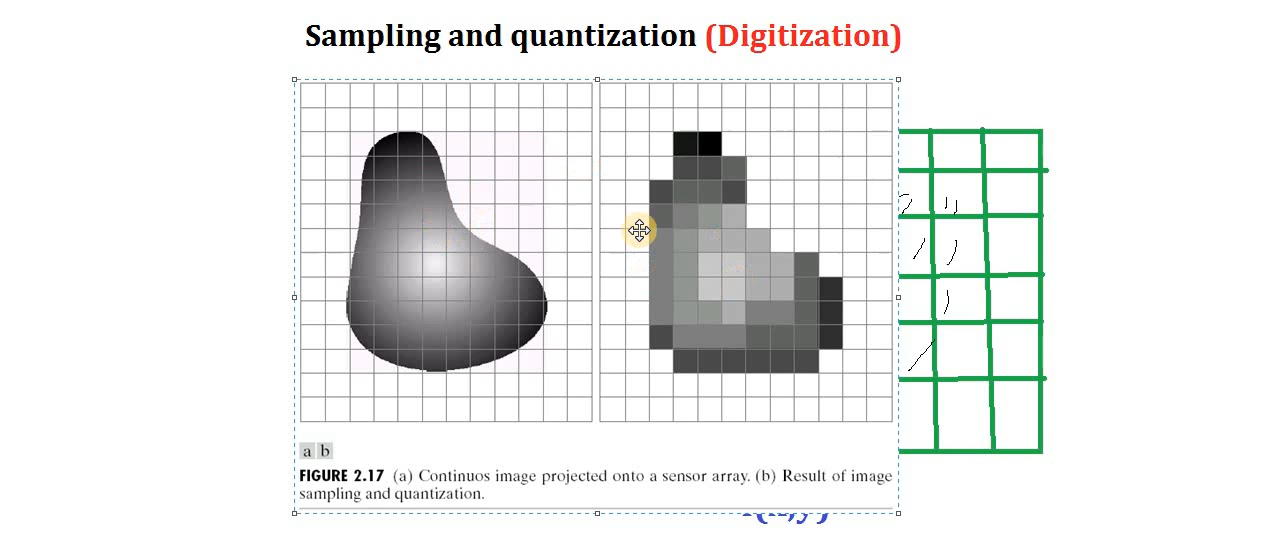 Sampling and quantization (Digitization)
a b
FIGURE 2.17 (a) Continuos image projected onto a sensor array. (b) Result of image
sampling and quantization.